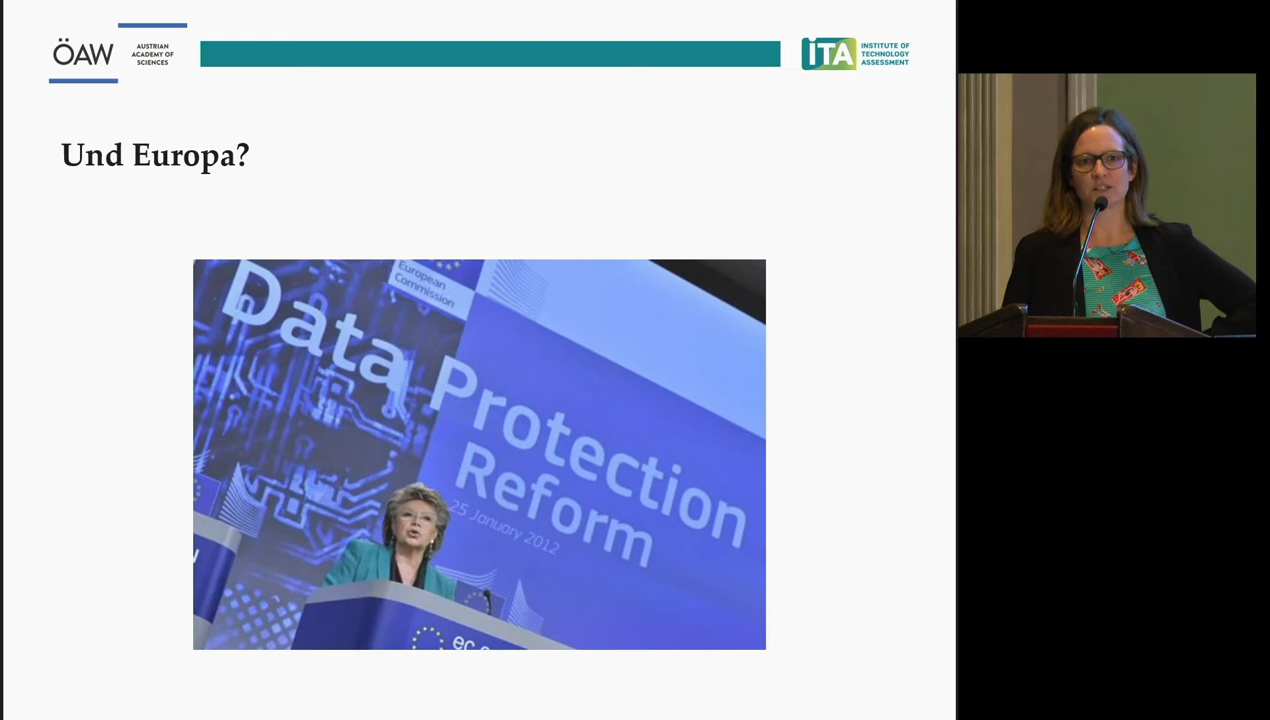 ÖAW
AUSTRIAN
ACADEMY OF
SCIENCES
ITA
INSTITUTE OF
TECHNOLOGY
ASSESSMENT
Und Europa?
European
Commission
Data Protection
Reform
25 January 2012